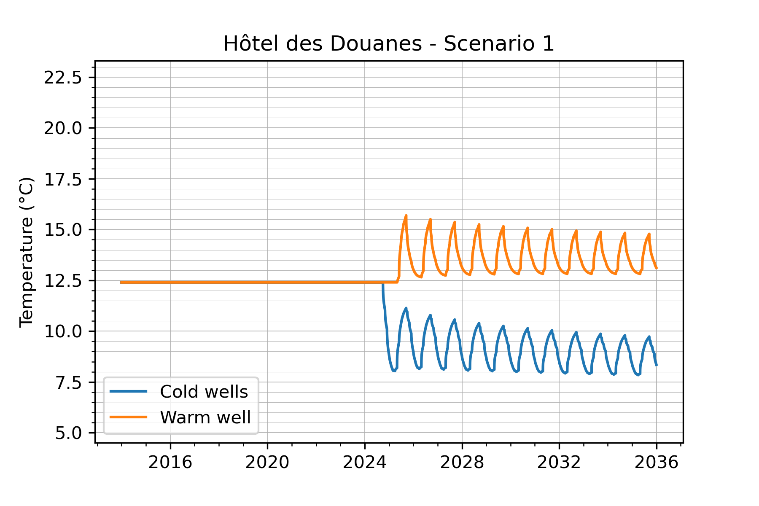 Hôtel des Douanes - Scenario 1
Temperature (°C)
22.5
20.0
17.5
15.0
12.5
10.0
7.5
5.0
Cold wells
Warm well
2016 2020 2024 2028 2032 2036